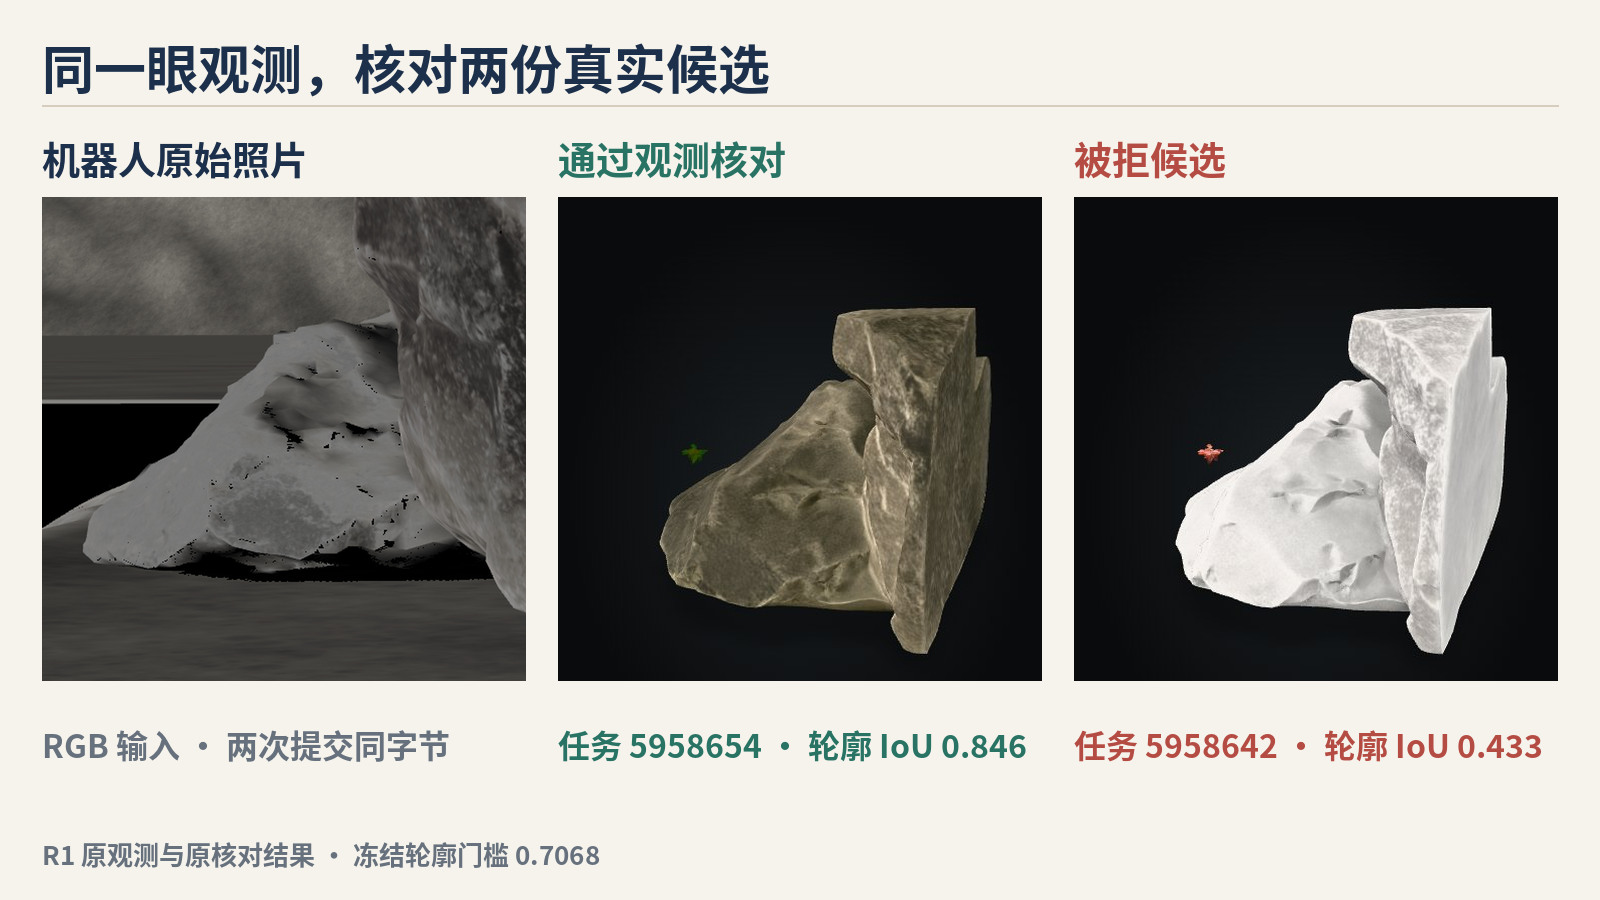 同一眼观测，核对两份真实候选
机器人原始照片
通过观测核对
被拒候选
RGB 输入 · 两次提交同字节
任务 5958654 · 轮廓 IoU 0.846
任务 5958642 · 轮廓 IoU 0.433
R1 原观测与原核对结果 · 冻结轮廓门槛 0.7068